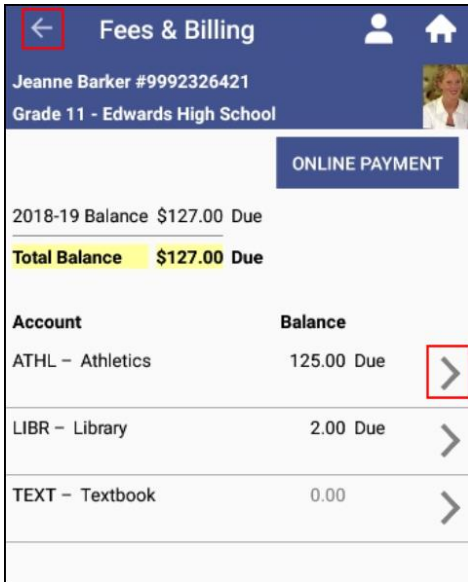 Fees & Billing
Jeanne Barker #9992326421
Grade 11 - Edwards High School
ONLINE PAYMENT
2018-19 Balance $127.00 Due
Total Balance $127.00 Due
Account Balance
ATHL – Athletics 125.00 Due
LIBR – Library 2.00 Due
TEXT – Textbook 0.00